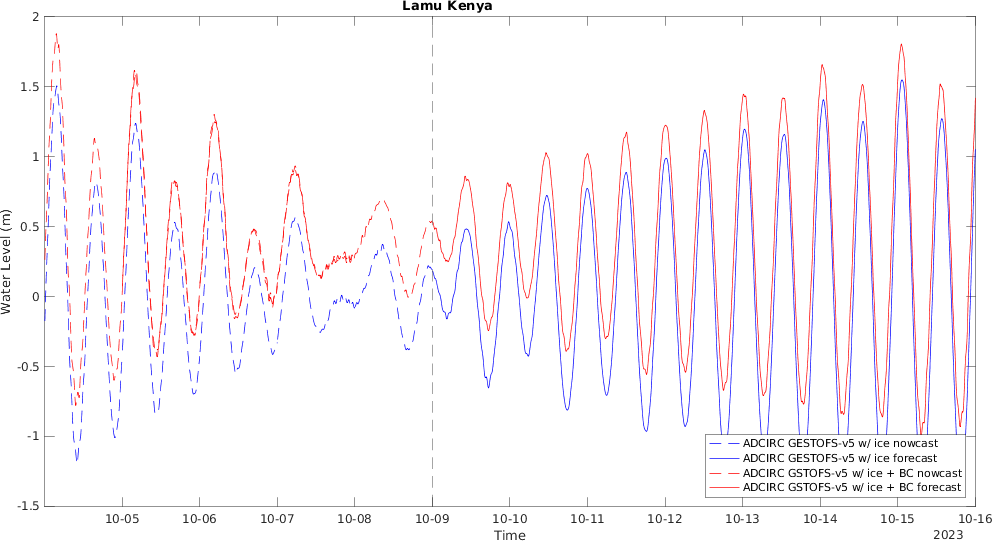 Lamu Kenya
2
1.5
1
0.5
0
-0.5
-1
-1.5
Water Level (m)
ADCIRC GESTOFS-v5 w/ ice nowcast
ADCIRC GESTOFS-v5 w/ ice forecast
ADCIRC GSTOFS-v5 w/ ice + BC nowcast
ADCIRC GSTOFS-v5 w/ ice + BC forecast
10-05 10-06 10-07 10-08 10-09 10-10 10-11 10-12 10-13 10-14 10-15 10-16
Time
2023